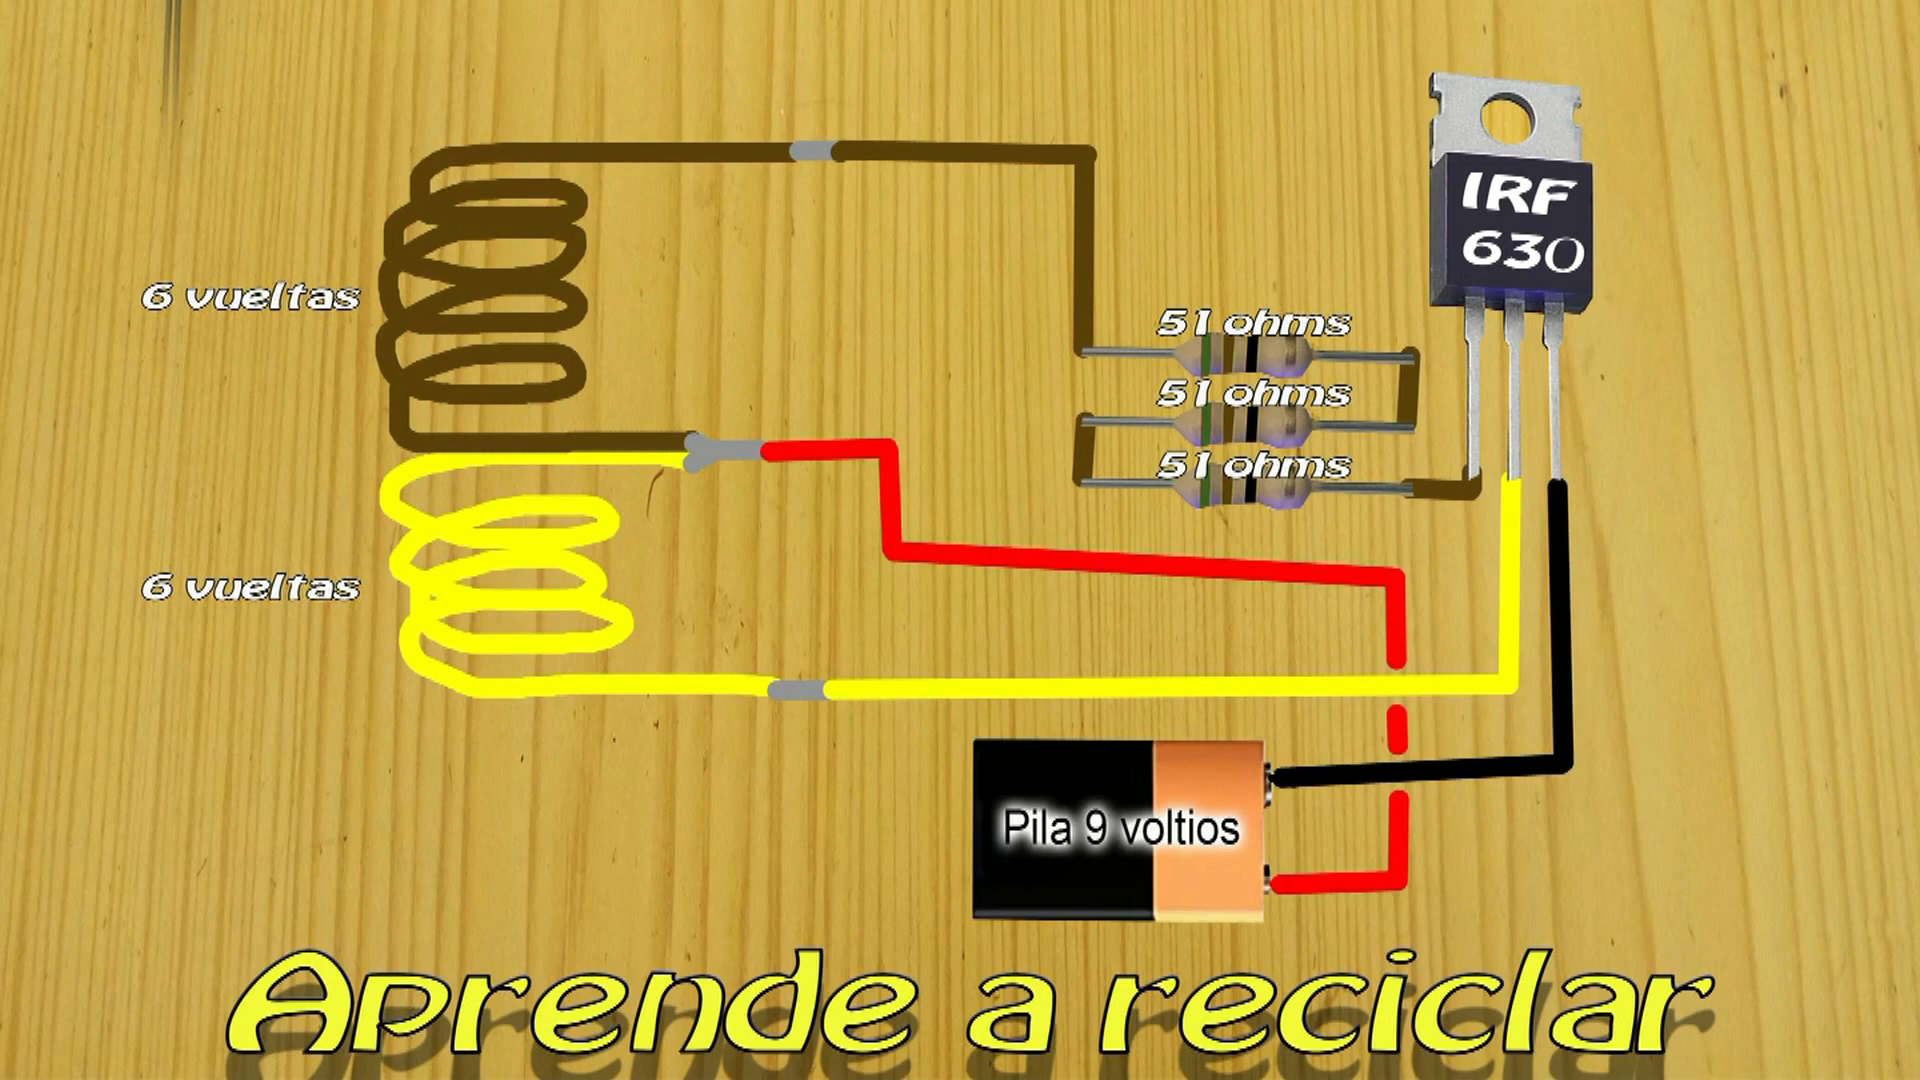 IRF
630
6 vueltas
51 ohms
51 ohms
51 ohms
6 vueltas
Pila 9 voltios
Aprende a reciclar